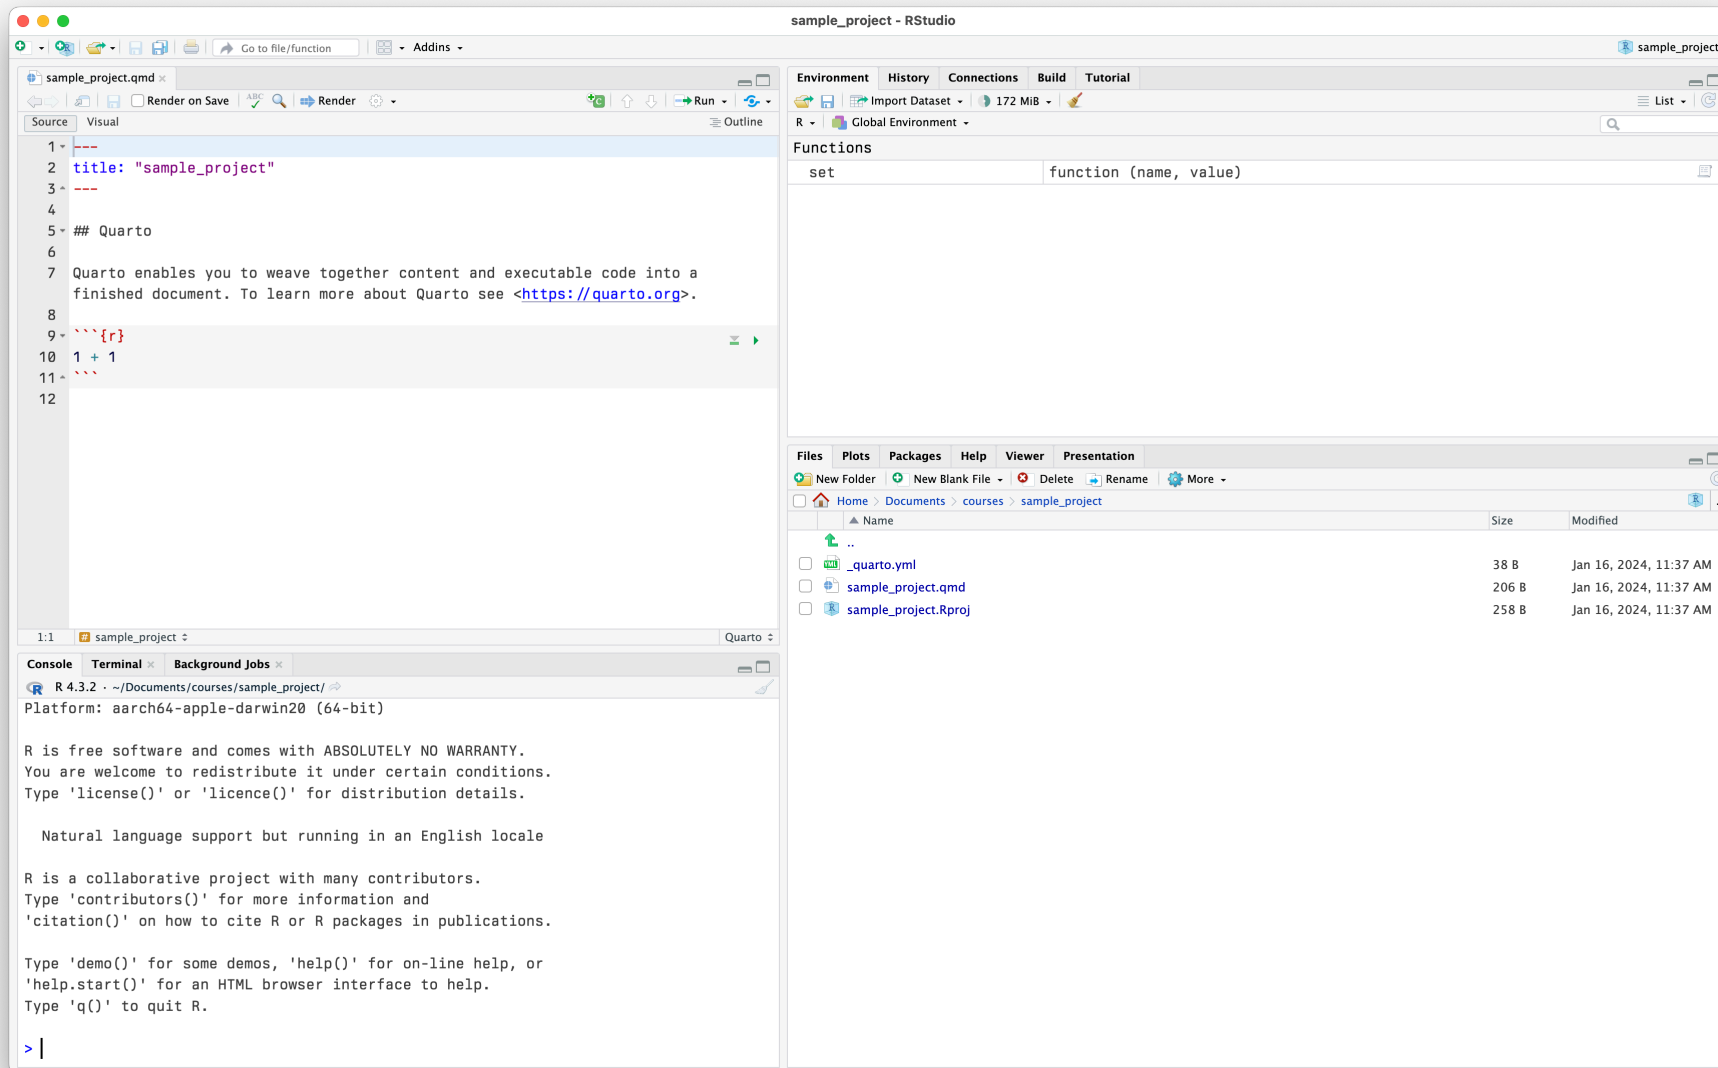 sample_project - RStudio
Go to file/function
Addins
sample_project
sample_project.qmd
Render on Save
ABC
Render
Run
Source
Visual
Outline
1 ---
2 title: "sample_project"
3 ---
4
5 ## Quarto
6
7 Quarto enables you to weave together content and executable code into a
finished document. To learn more about Quarto see <https://quarto.org>.
8
9 ```{r}
10 1 + 1
11 ```
12
1:1
# sample_project
Quarto
Console
Terminal
Background Jobs
R 4.3.2 · ~/Documents/courses/sample_project/
Platform: aarch64-apple-darwin20 (64-bit)
R is free software and comes with ABSOLUTELY NO WARRANTY.
You are welcome to redistribute it under certain conditions.
Type 'license()' or 'licence()' for distribution details.
Natural language support but running in an English locale
R is a collaborative project with many contributors.
Type 'contributors()' for more information and
'citation()' on how to cite R or R packages in publications.
Type 'demo()' for some demos, 'help()' for on-line help, or
'help.start()' for an HTML browser interface to help.
Type 'q()' to quit R.
>
Environment
History
Connections
Build
Tutorial
Import Dataset
172 MiB
List
R
Global Environment
Functions
set
function (name, value)
Files
Plots
Packages
Help
Viewer
Presentation
New Folder
New Blank File
Delete
Rename
More
Home
Documents
courses
sample_project
Name
Size
Modified
..
_quarto.yml 38 B Jan 16, 2024, 11:37 AM
sample_project.qmd 206 B Jan 16, 2024, 11:37 AM
sample_project.Rproj 258 B Jan 16, 2024, 11:37 AM